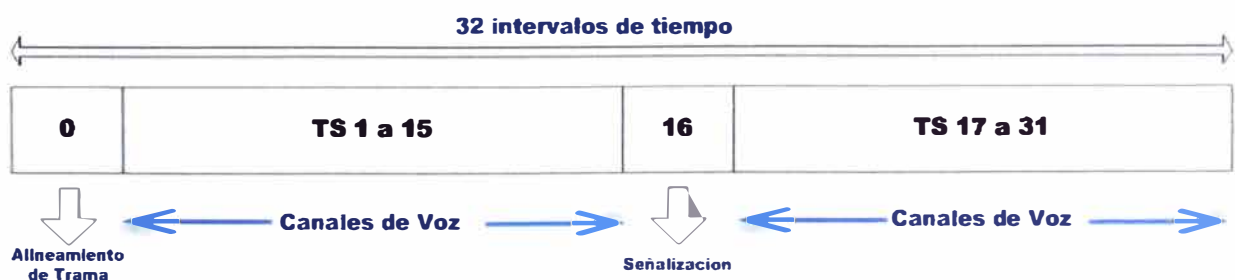 32 intervalos de tiempo
0
TS 1 a 15
16
TS 17 a 31
Canales de Voz
Canales de Voz
Alineamiento
de Trama
Señalizacion